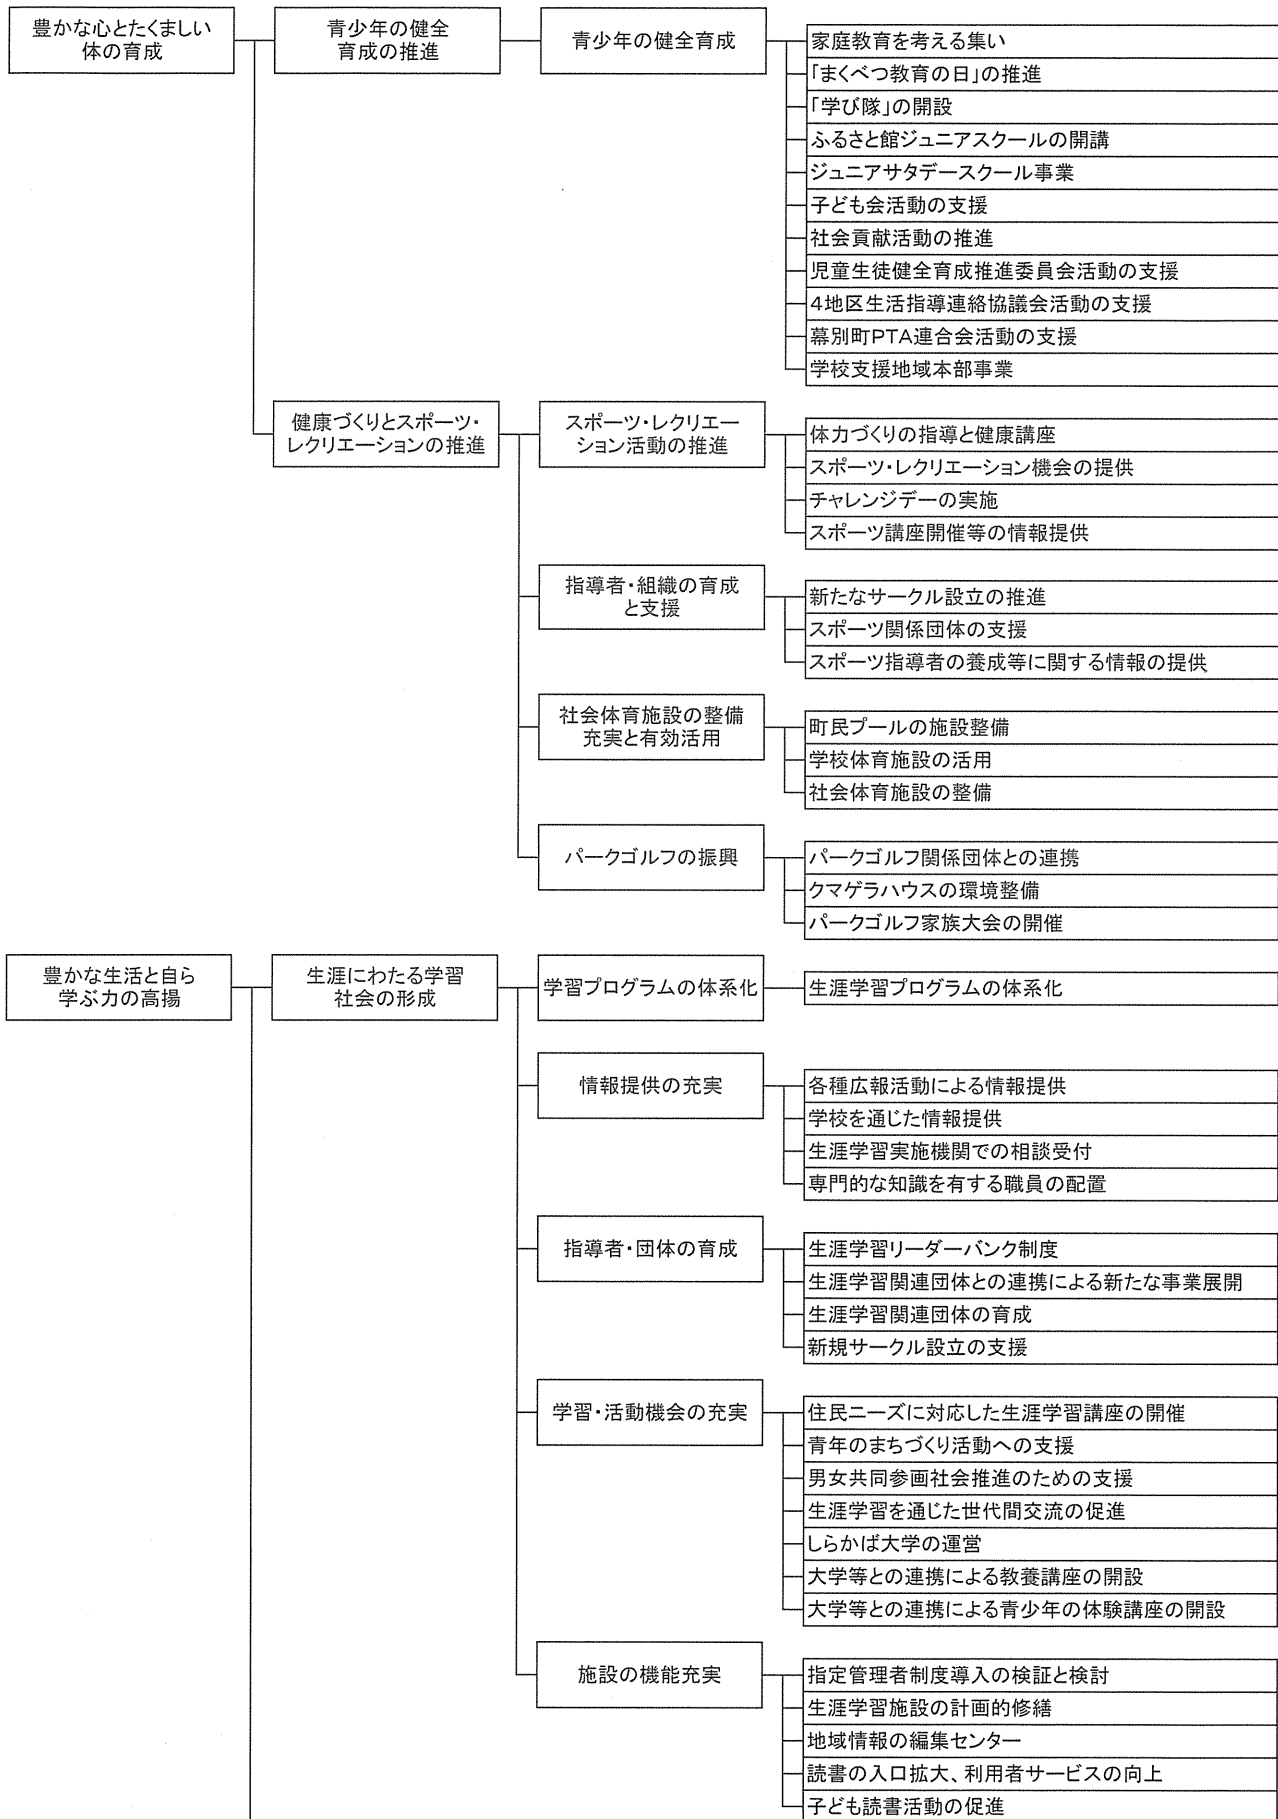 豊かな心とたくましい
体の育成
青少年の健全
育成の推進
青少年の健全育成
家庭教育を考える集い
「まくべつ教育の日」の推進
「学び隊」の開設
ふるさと館ジュニアスクールの開講
ジュニアサタデースクール事業
子ども会活動の支援
社会貢献活動の推進
児童生徒健全育成推進委員会活動の支援
4地区生活指導連絡協議会活動の支援
幕別町PTA連合会活動の支援
学校支援地域本部事業
健康づくりとスポーツ・
レクリエーションの推進
スポーツ・レクリエー
ション活動の推進
体力づくりの指導と健康講座
スポーツ・レクリエーション機会の提供
チャレンジデーの実施
スポーツ講座開催等の情報提供
指導者・組織の育成
と支援
新たなサークル設立の推進
スポーツ関係団体の支援
スポーツ指導者の養成等に関する情報の提供
社会体育施設の整備
充実と有効活用
町民プールの施設整備
学校体育施設の活用
社会体育施設の整備
パークゴルフの振興
パークゴルフ関係団体との連携
クマゲラハウスの環境整備
パークゴルフ家族大会の開催
豊かな生活と自ら
学ぶ力の高揚
生涯にわたる学習
社会の形成
学習プログラムの体系化
生涯学習プログラムの体系化
情報提供の充実
各種広報活動による情報提供
学校を通じた情報提供
生涯学習実施機関での相談受付
専門的な知識を有する職員の配置
指導者・団体の育成
生涯学習リーダーバンク制度
生涯学習関連団体との連携による新たな事業展開
生涯学習関連団体の育成
新規サークル設立の支援
学習・活動機会の充実
住民ニーズに対応した生涯学習講座の開催
青年のまちづくり活動への支援
男女共同参画社会推進のための支援
生涯学習を通じた世代間交流の促進
しらかば大学の運営
大学等との連携による教養講座の開設
大学等との連携による青少年の体験講座の開設
施設の機能充実
指定管理者制度導入の検証と検討
生涯学習施設の計画的修繕
地域情報の編集センター
読書の入口拡大、利用者サービスの向上
子ども読書活動の促進